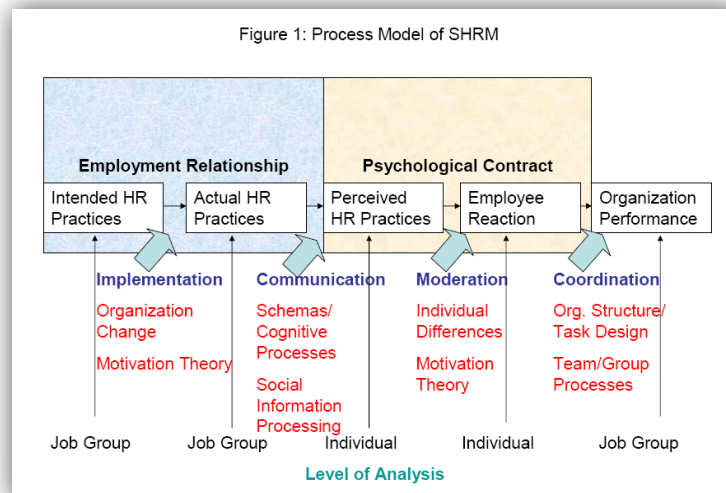 Figure 1: Process Model of SHRM
Employment Relationship
Psychological Contract
Intended HR
Practices
Actual HR
Practices
Perceived
HR Practices
Employee
Reaction
Organization
Performance
Implementation
Organization
Change
Motivation Theory
Communication
Schemas/
Cognitive
Processes
Social
Information
Processing
Moderation
Individual
Differences
Motivation
Theory
Coordination
Org. Structure/
Task Design
Team/Group
Processes
Job Group
Job Group
Individual
Individual
Job Group
Level of Analysis